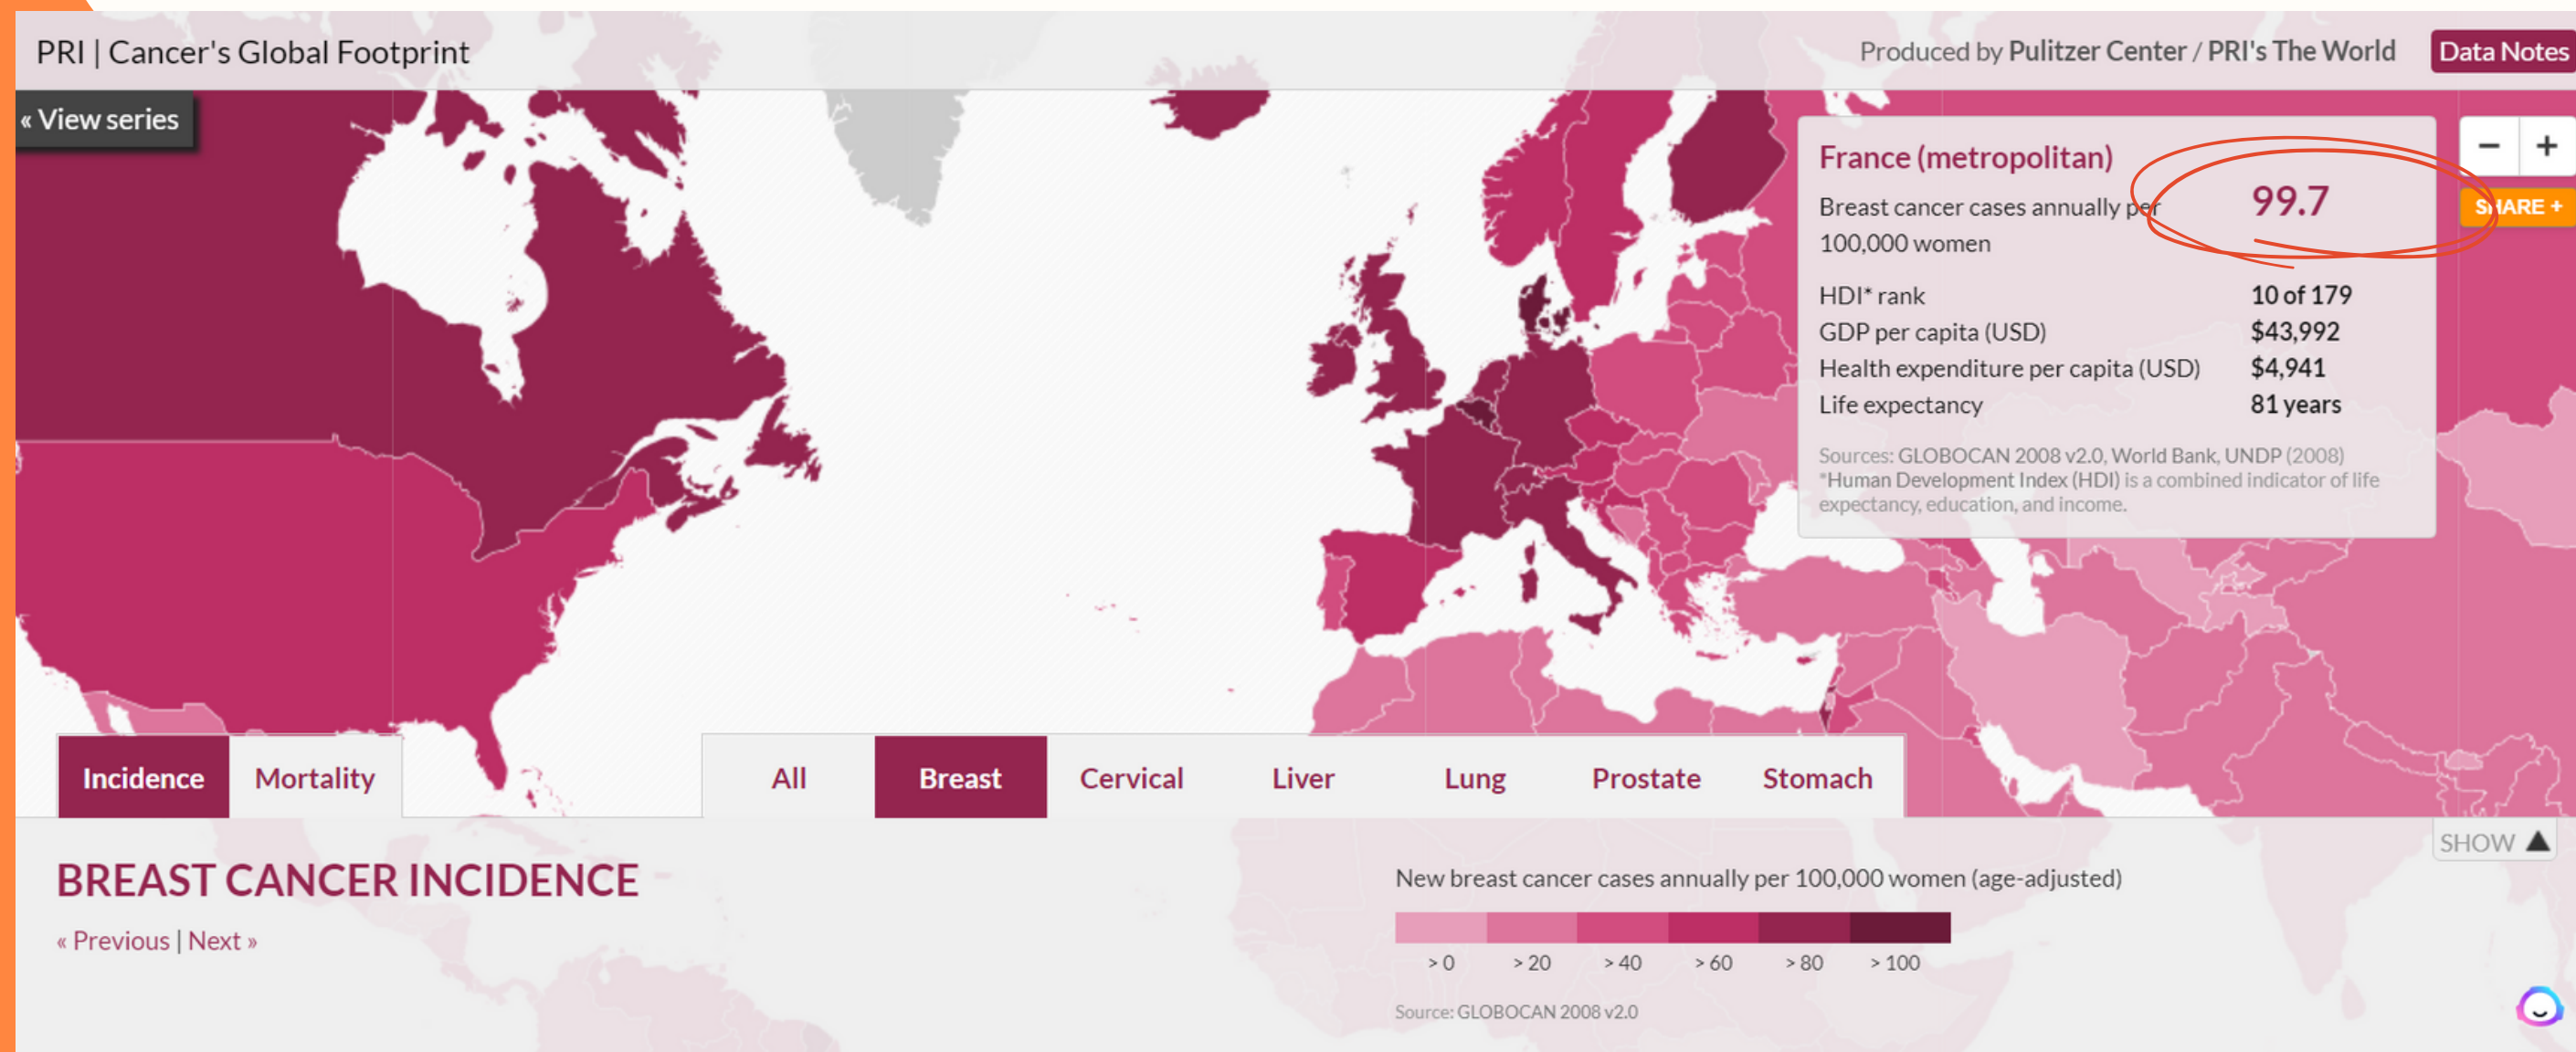 PRI | Cancer's Global Footprint
Produced by Pulitzer Center / PRI's The World
Data Notes
« View series
France (metropolitan)
Breast cancer cases annually per
100,000 women
99.7
HDI* rank 10 of 179
GDP per capita (USD) $43,992
Health expenditure per capita (USD) $4,941
Life expectancy 81 years
Sources: GLOBOCAN 2008 v2.0, World Bank, UNDP (2008)
*Human Development Index (HDI) is a combined indicator of life
expectancy, education, and income.
− +
SHARE +
Incidence Mortality
All Breast Cervical Liver Lung Prostate Stomach
SHOW ▲
BREAST CANCER INCIDENCE
« Previous | Next »
New breast cancer cases annually per 100,000 women (age-adjusted)
> 0 > 20 > 40 > 60 > 80 > 100
Source: GLOBOCAN 2008 v2.0